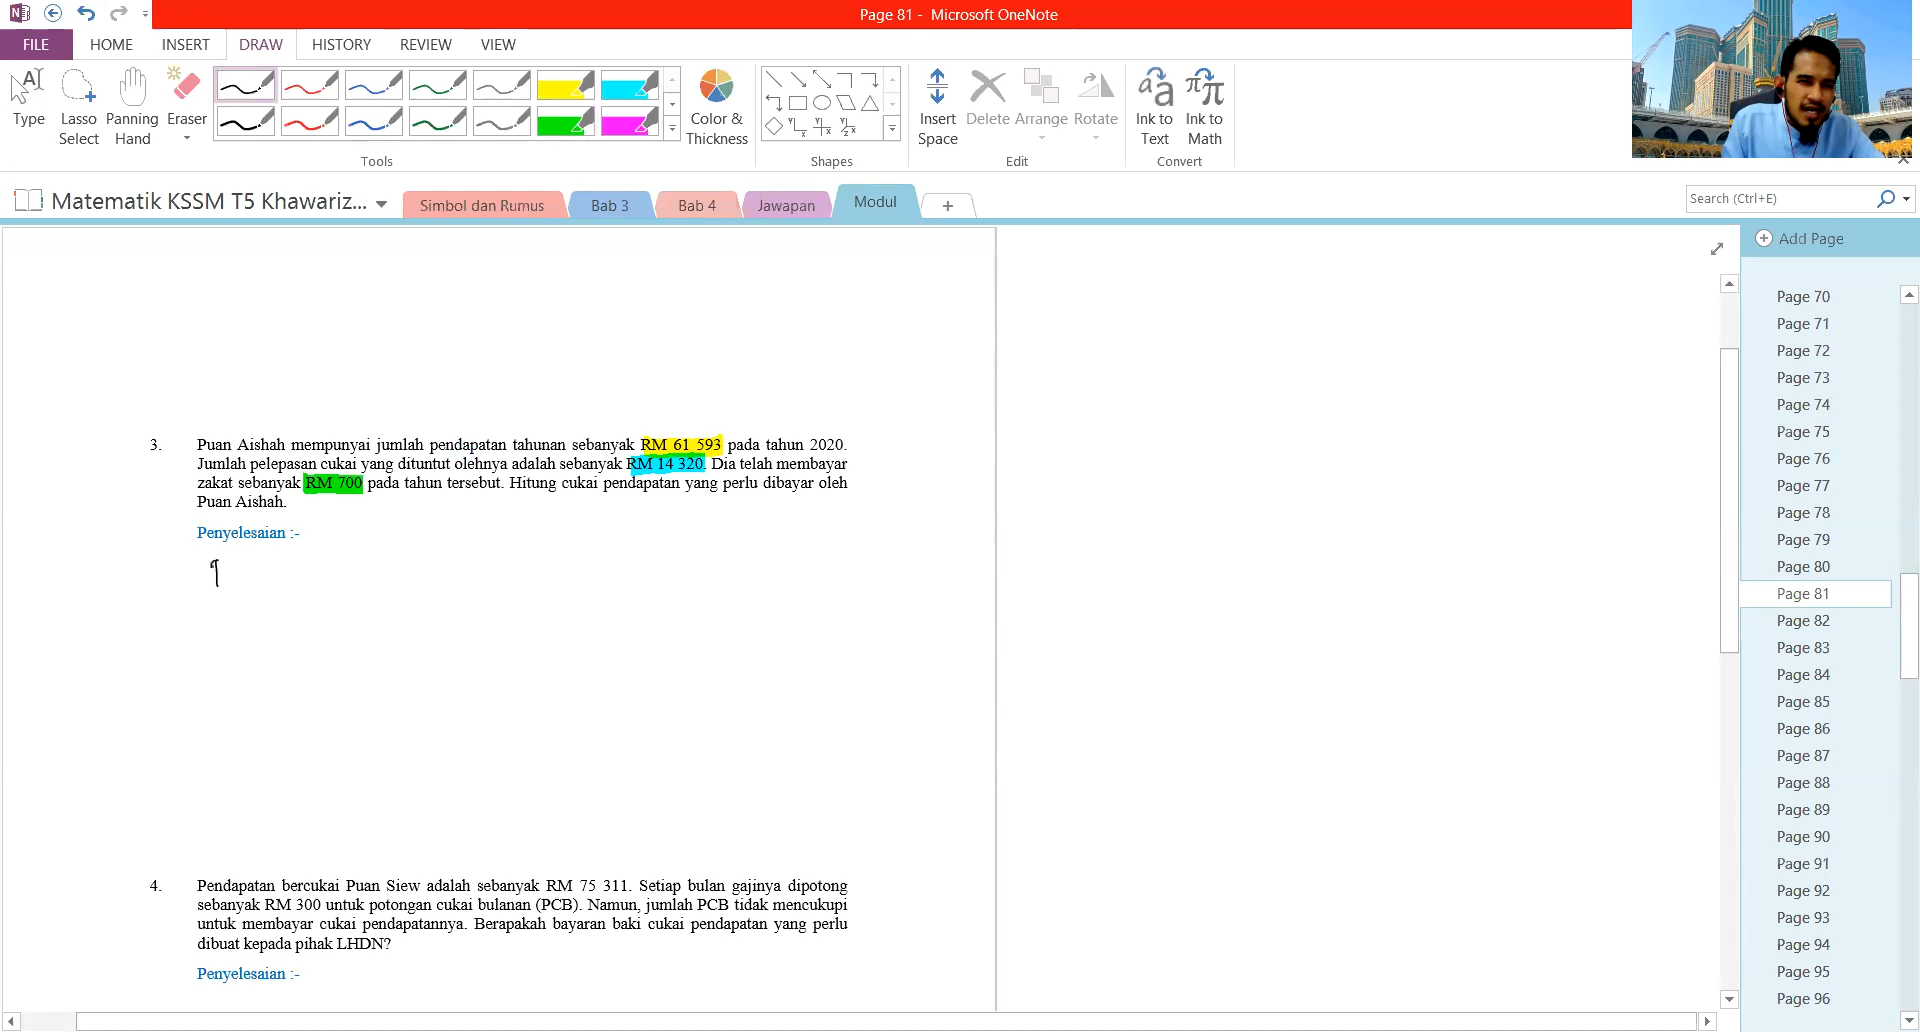 Page 81 - Microsoft OneNote
FILE HOME INSERT DRAW HISTORY REVIEW VIEW
Type
Lasso Select
Panning Hand
Eraser
Color & Thickness
Insert Space
Delete
Arrange
Rotate
Ink to Text
Ink to Math
Tools
Shapes
Edit
Convert
Matematik KSSM T5 Khawariz...
Simbol dan Rumus
Bab 3
Bab 4
Jawapan
Modul
Search (Ctrl+E)
3. Puan Aishah mempunyai jumlah pendapatan tahunan sebanyak RM 61 593 pada tahun 2020.
Jumlah pelepasan cukai yang dituntut olehnya adalah sebanyak RM 14 320. Dia telah membayar
zakat sebanyak RM 700 pada tahun tersebut. Hitung cukai pendapatan yang perlu dibayar oleh
Puan Aishah.
Penyelesaian :-
4. Pendapatan bercukai Puan Siew adalah sebanyak RM 75 311. Setiap bulan gajinya dipotong
sebanyak RM 300 untuk potongan cukai bulanan (PCB). Namun, jumlah PCB tidak mencukupi
untuk membayar cukai pendapatannya. Berapakah bayaran baki cukai pendapatan yang perlu
dibuat kepada pihak LHDN?
Penyelesaian :-
Add Page
Page 70
Page 71
Page 72
Page 73
Page 74
Page 75
Page 76
Page 77
Page 78
Page 79
Page 80
Page 81
Page 82
Page 83
Page 84
Page 85
Page 86
Page 87
Page 88
Page 89
Page 90
Page 91
Page 92
Page 93
Page 94
Page 95
Page 96